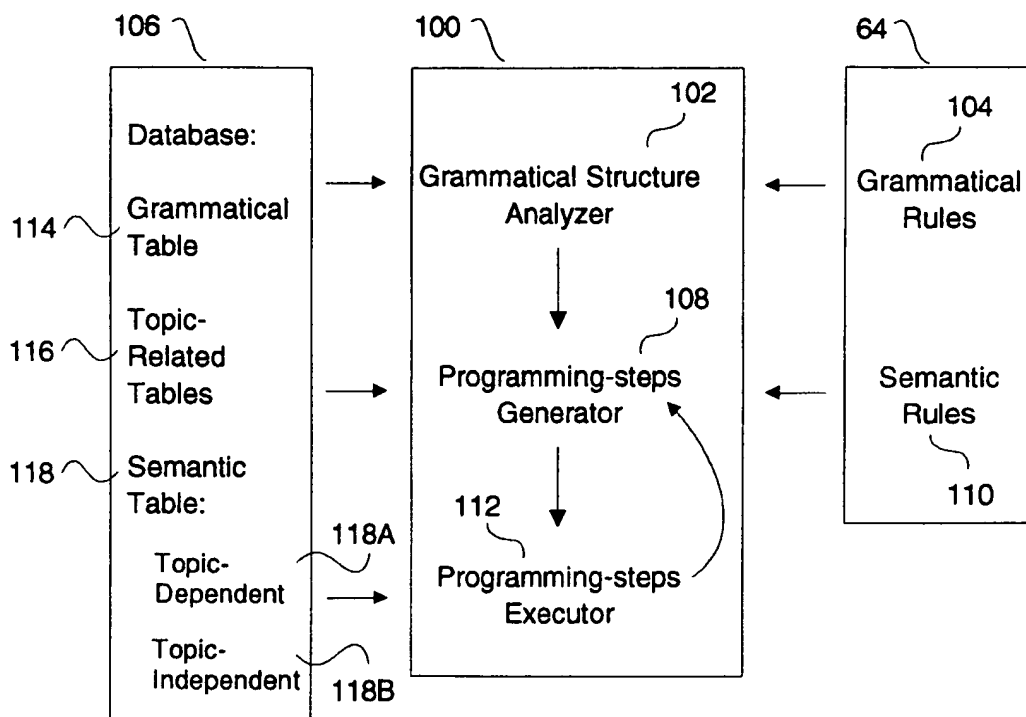 106
100
64
Database:
114
Grammatical
Table
116
Topic-
Related
Tables
118
Semantic
Table:
118A
Topic-
Dependent
Topic-
Independent
118B
102
Grammatical Structure
Analyzer
108
Programming-steps
Generator
112
Programming-steps
Executor
104
Grammatical
Rules
Semantic
Rules
110